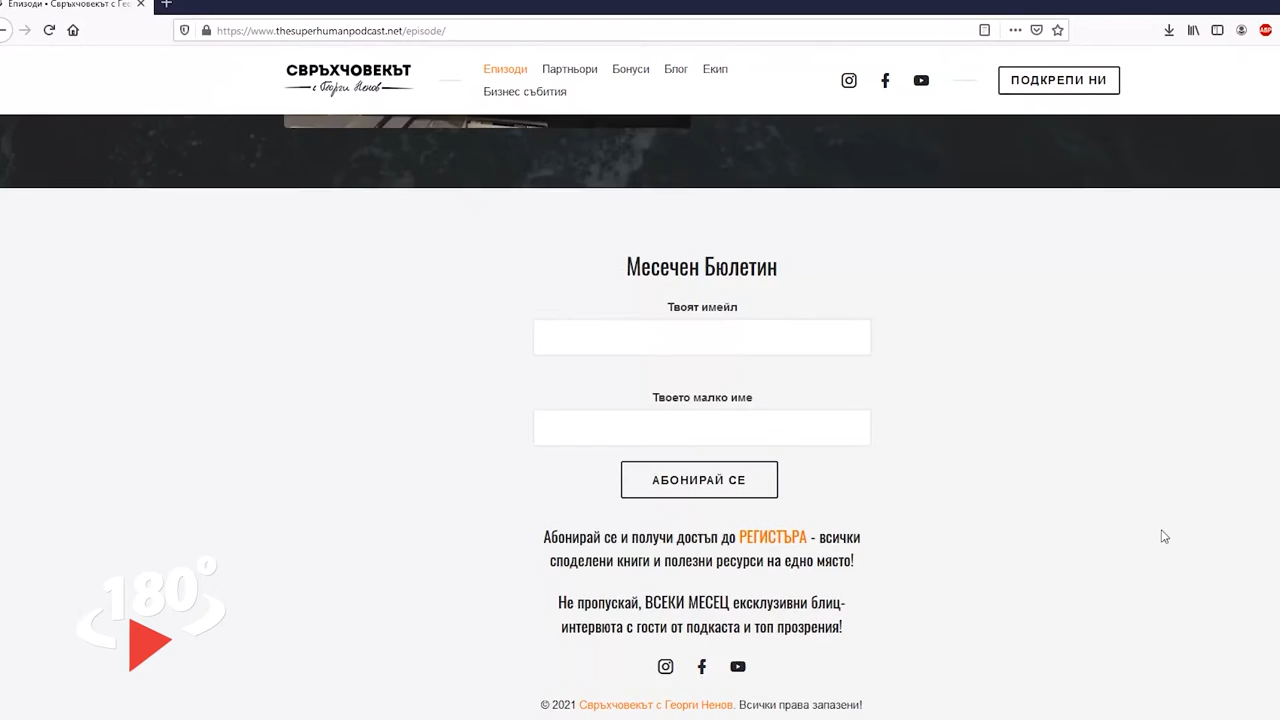 Епизоди • Свръхчовекът с Гео
https://www.thesuperhumanpodcast.net/episode/
ABP
СВРЪХЧОВЕКЪТ
с Георги Ненов
Епизоди Партньори Бонуси Блог Екип
Бизнес събития
ПОДКРЕПИ НИ
Месечен Бюлетин
Твоят имейл
Твоето малко име
АБОНИРАЙ СЕ
Абонирай се и получи достъп до РЕГИСТЪРА - всички
споделени книги и полезни ресурси на едно място!
Не пропускай, ВСЕКИ МЕСЕЦ ексклузивни блиц-
интервюта с гости от подкаста и топ прозрения!
180°
© 2021 Свръхчовекът с Георги Ненов. Всички права запазени!